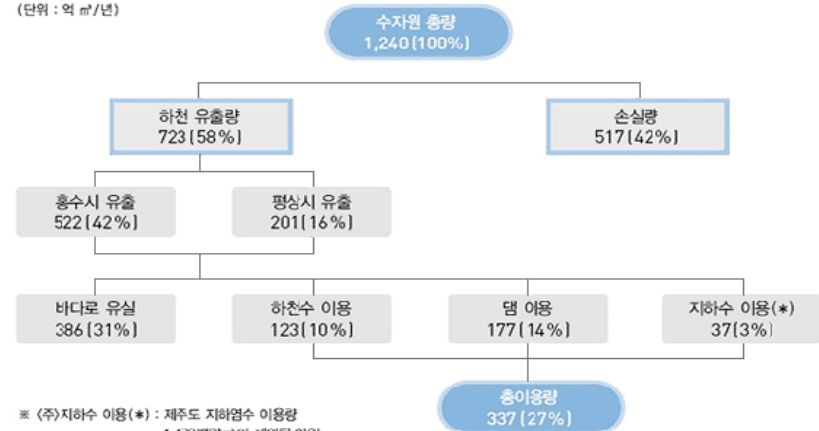 (단위 : 억 ㎥/년)
수자원 총량
1,240(100%)
하천 유출량
723(58%)
손실량
517(42%)
홍수시 유출
522(42%)
평상시 유출
201(16%)
바다로 유실
386(31%)
하천수 이용
123(10%)
댐 이용
177(14%)
지하수 이용(*)
37(3%)
총이용량
337(27%)
※ (주)지하수 이용(*) : 제주도 지하염수 이용량